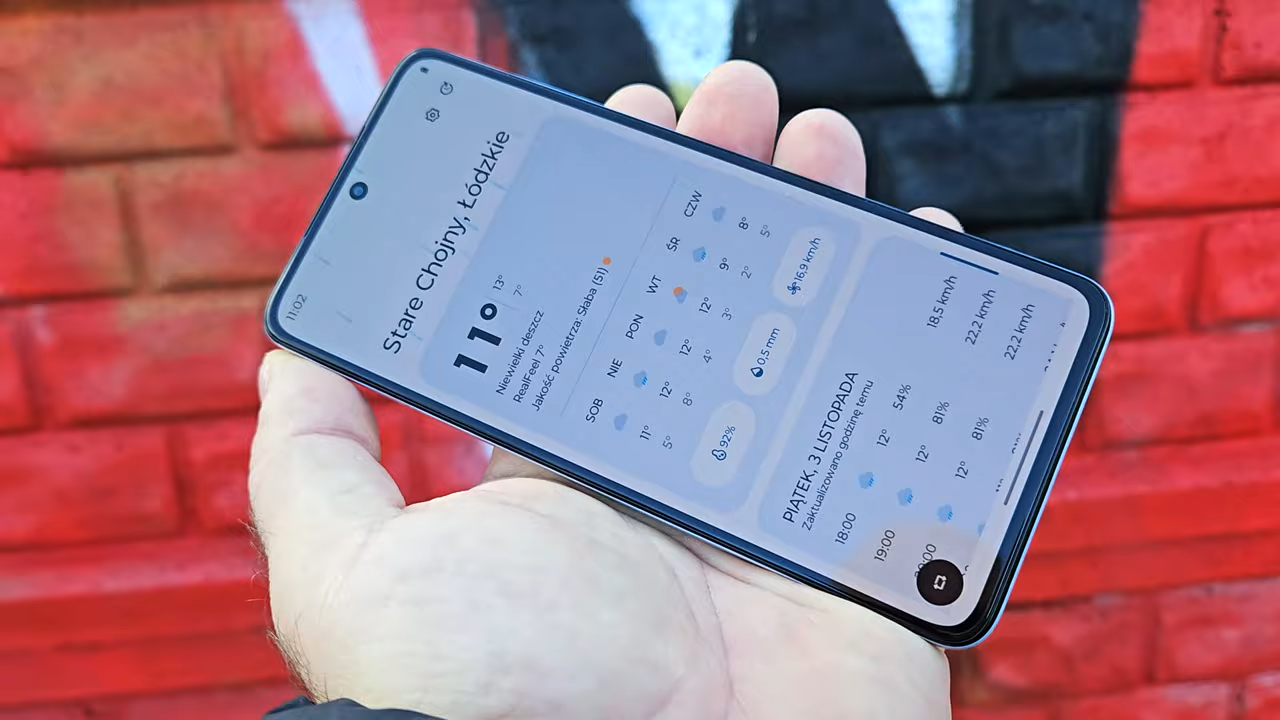 11:02
Stare Chojny, Łódzkie
11°
13°
7°
Niewielki deszcz
RealFeel 7°
Jakość powietrza: Słaba (51)
SOB NIE PON WT ŚR CZW
11° 12° 12° 12° 9° 8°
5° 8° 4° 3° 2° 5°
92% 0,5 mm 16,9 km/h
PIĄTEK, 3 LISTOPADA
Zaktualizowano godzinę temu
18:00 12° 54% 18.5 km/h
19:00 12° 81% 22,2 km/h
12° 81% 22,2 km/h